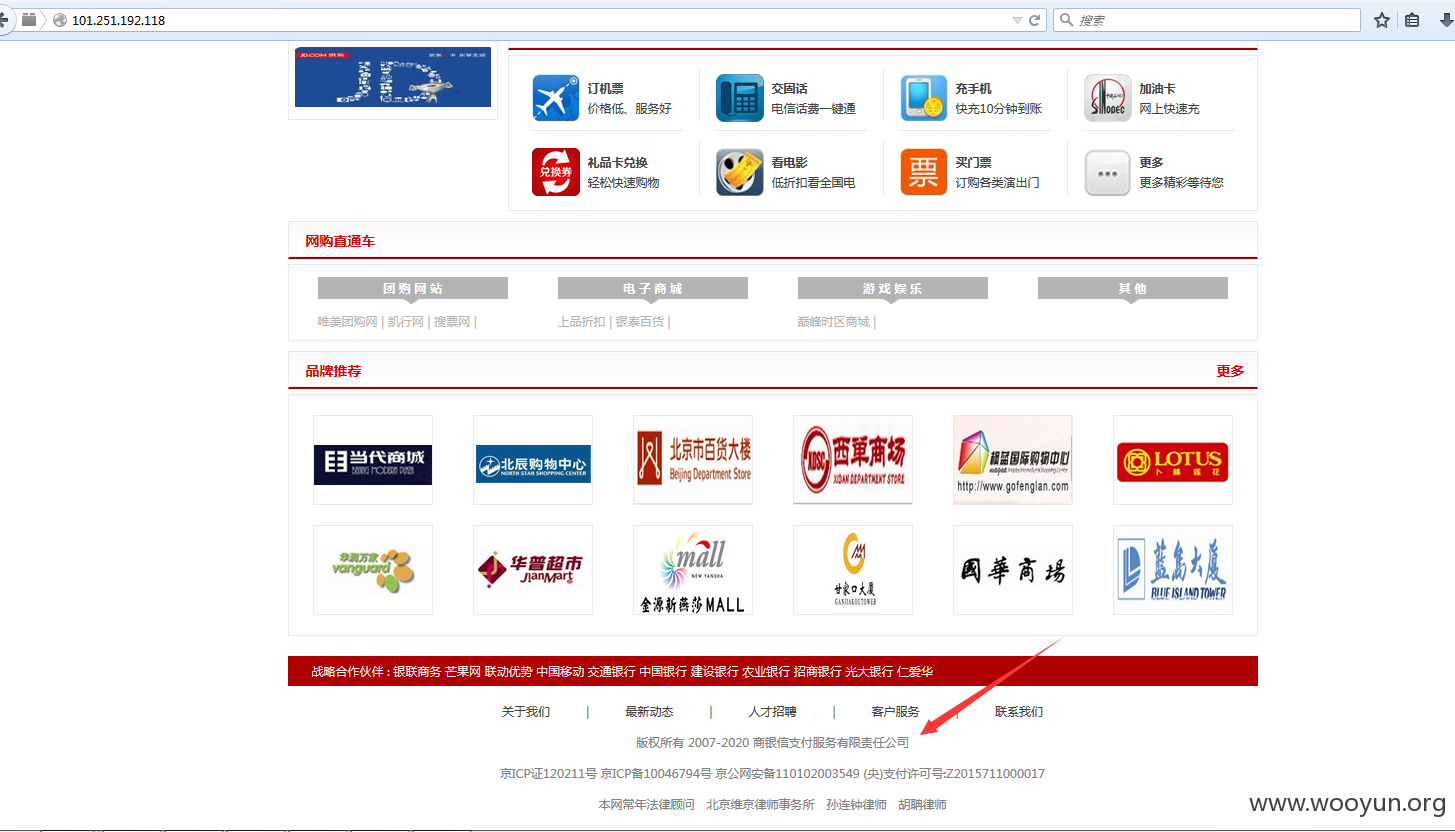 101.251.192.118
搜索
JD.COM 京东
JD
订机票 交固话 充手机 加油卡
价格低、服务好 电信话费一键通 快充10分钟到账 网上快速充
SINOPEC
兑换券
票
礼品卡兑换 看电影 买门票 更多
轻松快速购物 低折扣看全国电 订购各类演出门 更多精彩等待您
网购直通车
团购网站 电子商城 游戏娱乐 其他
唯美团购网 | 凯行网 | 搜票网 | 上品折扣 | 银泰百货 | 巅峰时区商城 |
品牌推荐 更多
当代商城
BEIJING MODERN PLAZA
北辰购物中心
NORTH STAR SHOPPING CENTER
北京市百货大楼
Beijing Department Store
XDSC
西单商场
XIDAN DEPARTMENT STORE
枫蓝国际购物中心
http://www.gofenglan.com
LOTUS
卜蜂莲花
华润万家
vanguard
华普超市
JianMart
mall
NEW YANSHA
金源新燕莎MALL
甘家口大厦
GANJIAKOUTOWER
國華商場
藍島大厦
BLUE ISLAND TOWER
战略合作伙伴 : 银联商务 芒果网 联动优势 中国移动 交通银行 中国银行 建设银行 农业银行 招商银行 光大银行 仁爱华
关于我们 | 最新动态 | 人才招聘 | 客户服务 | 联系我们
版权所有 2007-2020 商银信支付服务有限责任公司
京ICP证120211号 京ICP备10046794号 京公网安备110102003549 (央)支付许可号:Z2015711000017
本网常年法律顾问 北京维京律师事务所 孙连钟律师 胡聘律师
www.wooyun.org